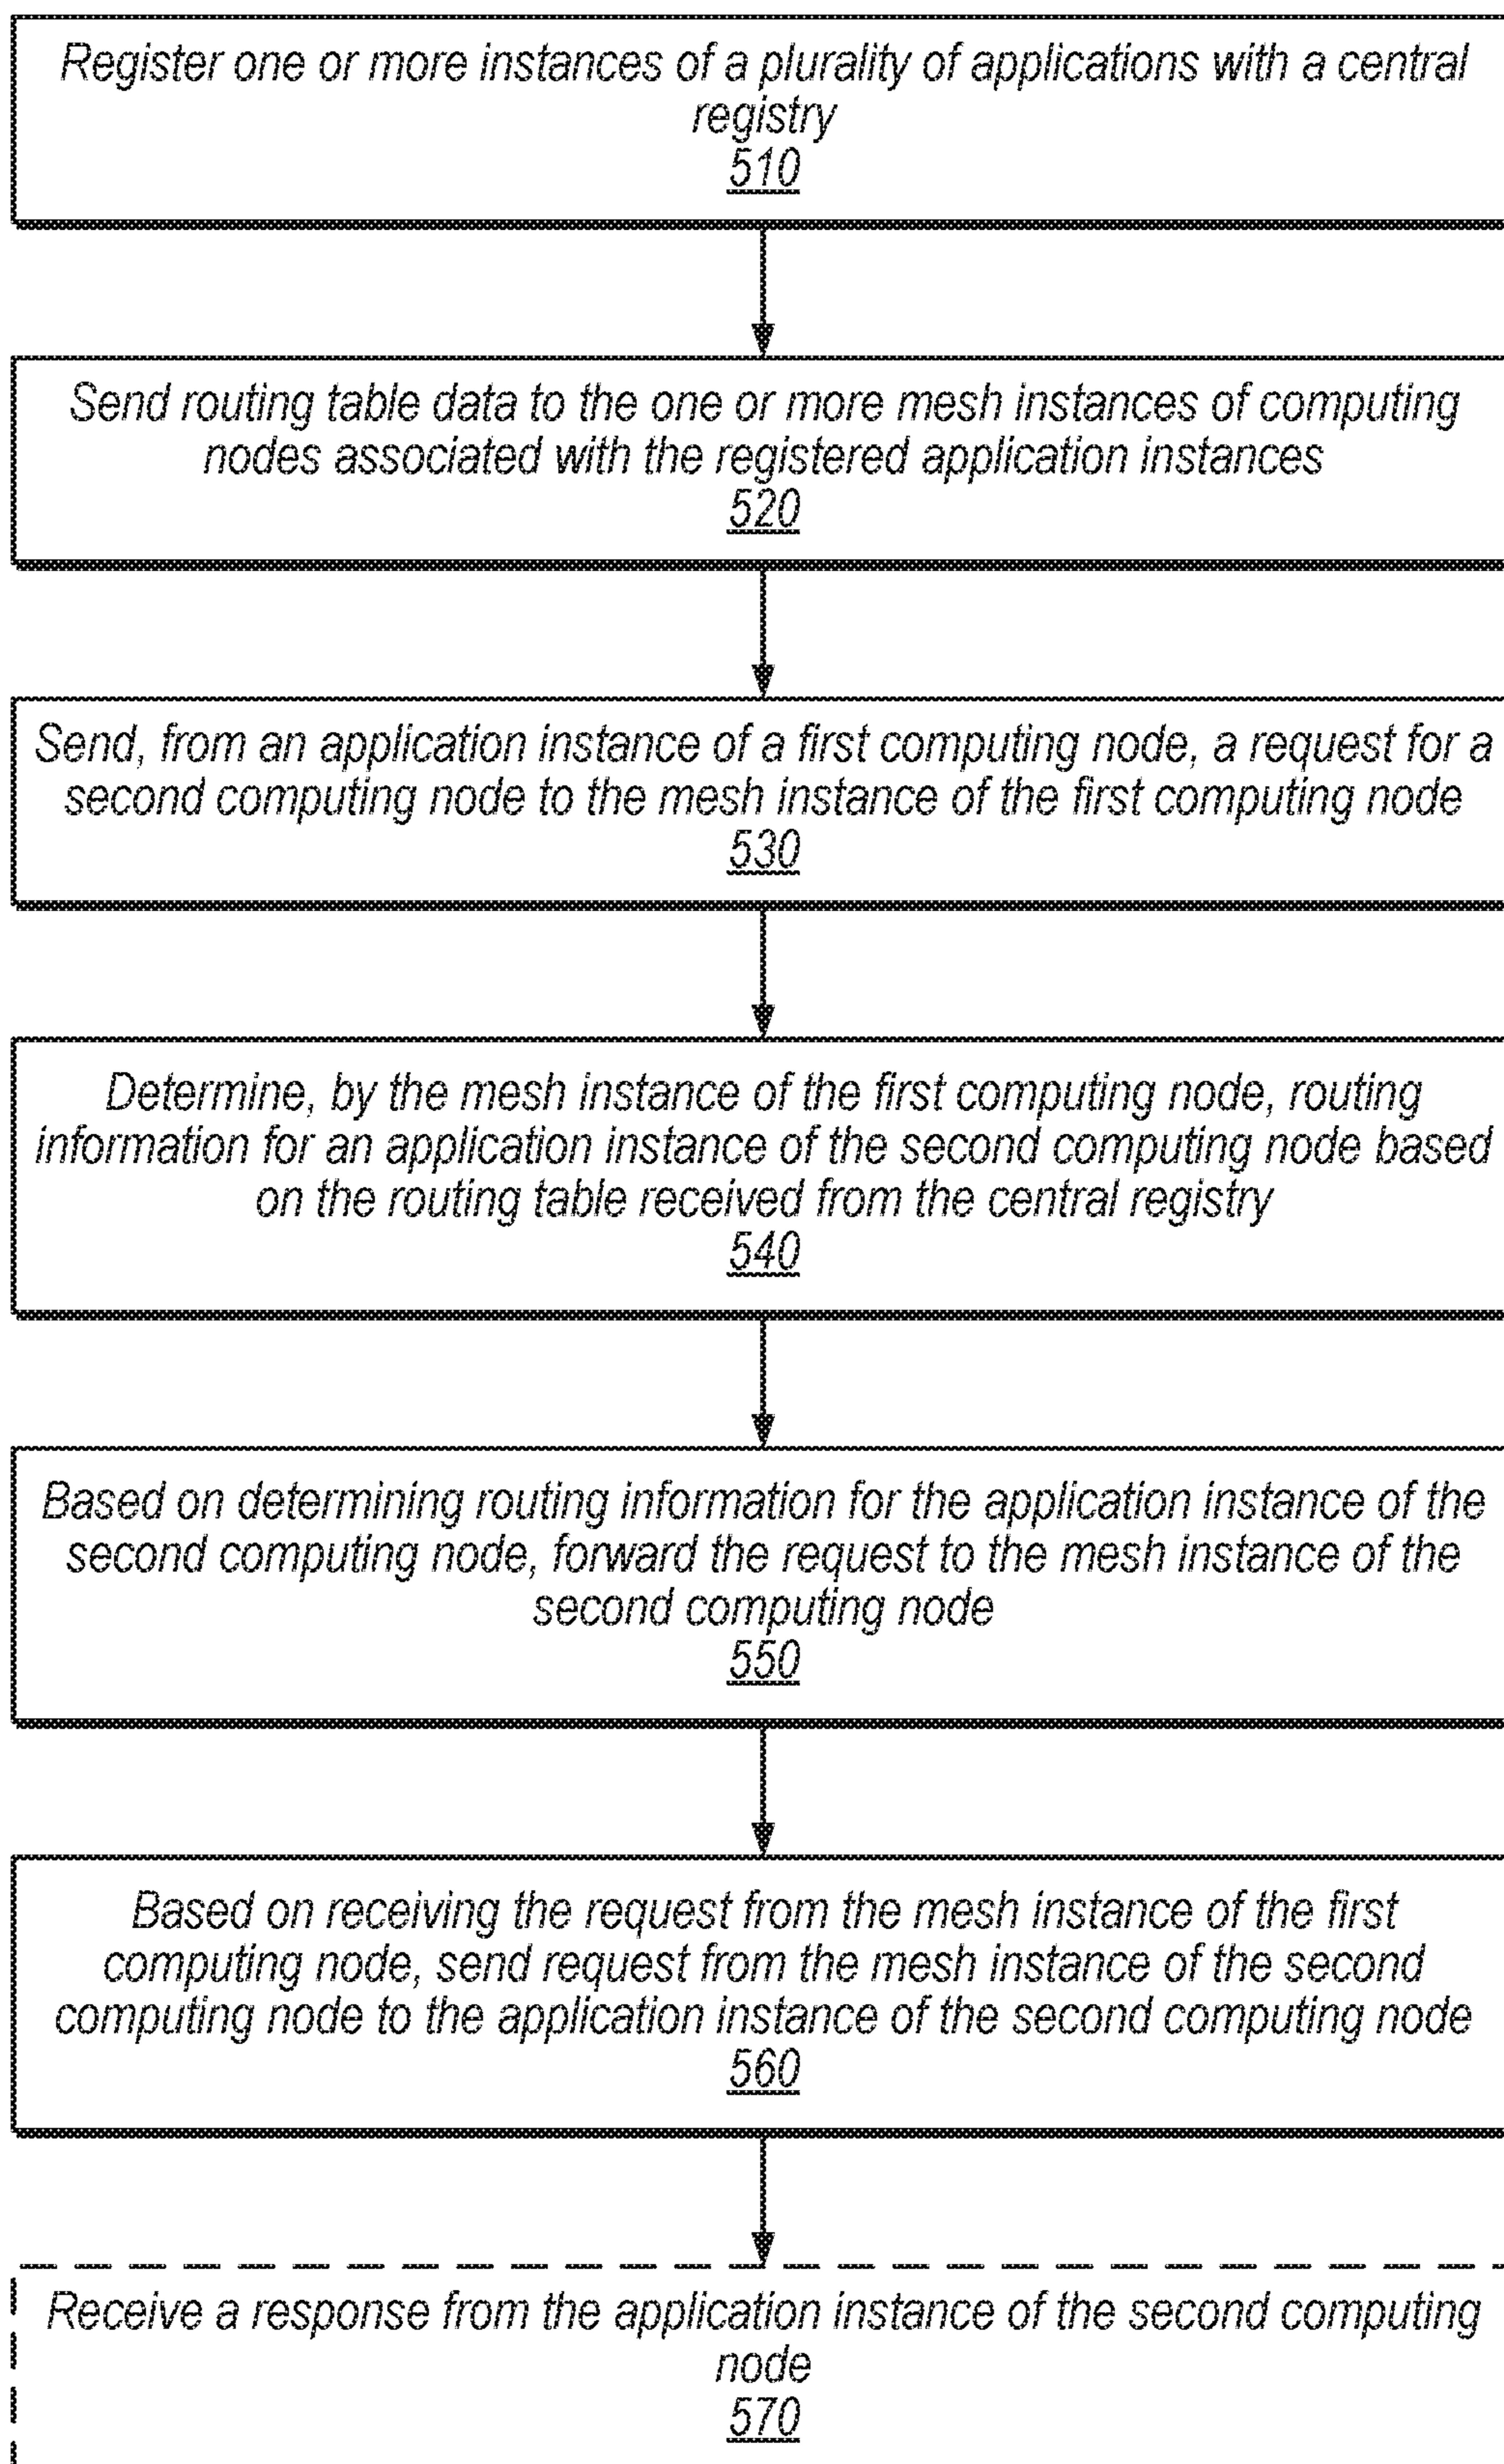 Register one or more instances of a plurality of applications with a central
registry
510
Send routing table data to the one or more mesh instances of computing
nodes associated with the registered application instances
520
Send, from an application instance of a first computing node, a request for a
second computing node to the mesh instance of the first computing node
530
Determine, by the mesh instance of the first computing node, routing
information for an application instance of the second computing node based
on the routing table received from the central registry
540
Based on determining routing information for the application instance of the
second computing node, forward the request to the mesh instance of the
second computing node
550
Based on receiving the request from the mesh instance of the first
computing node, send request from the mesh instance of the second
computing node to the application instance of the second computing node
560
Receive a response from the application instance of the second computing
node
570